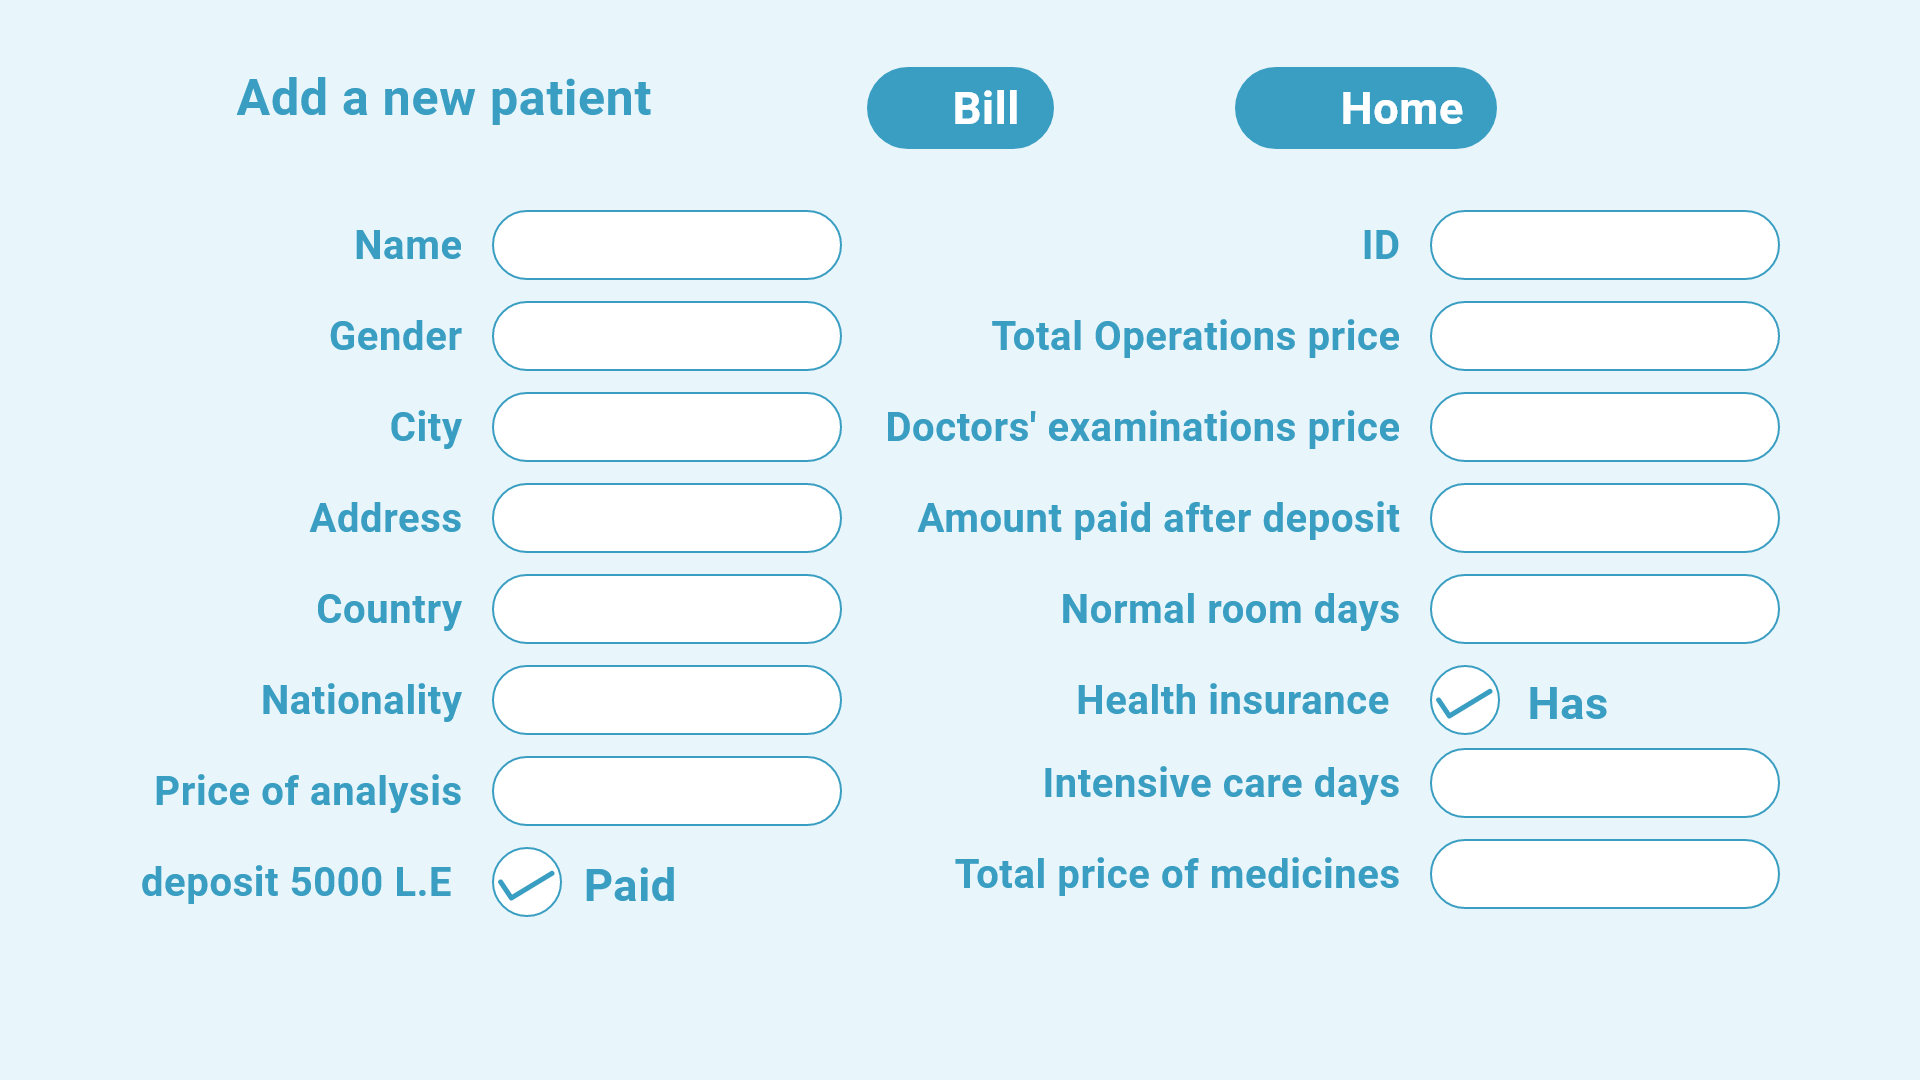 Add a new patient
Bill
Home
Name
ID
Gender
Total Operations price
City
Doctors' examinations price
Address
Amount paid after deposit
Country
Normal room days
Nationality
Health insurance
Has
Price of analysis
Intensive care days
deposit 5000 L.E
Paid
Total price of medicines